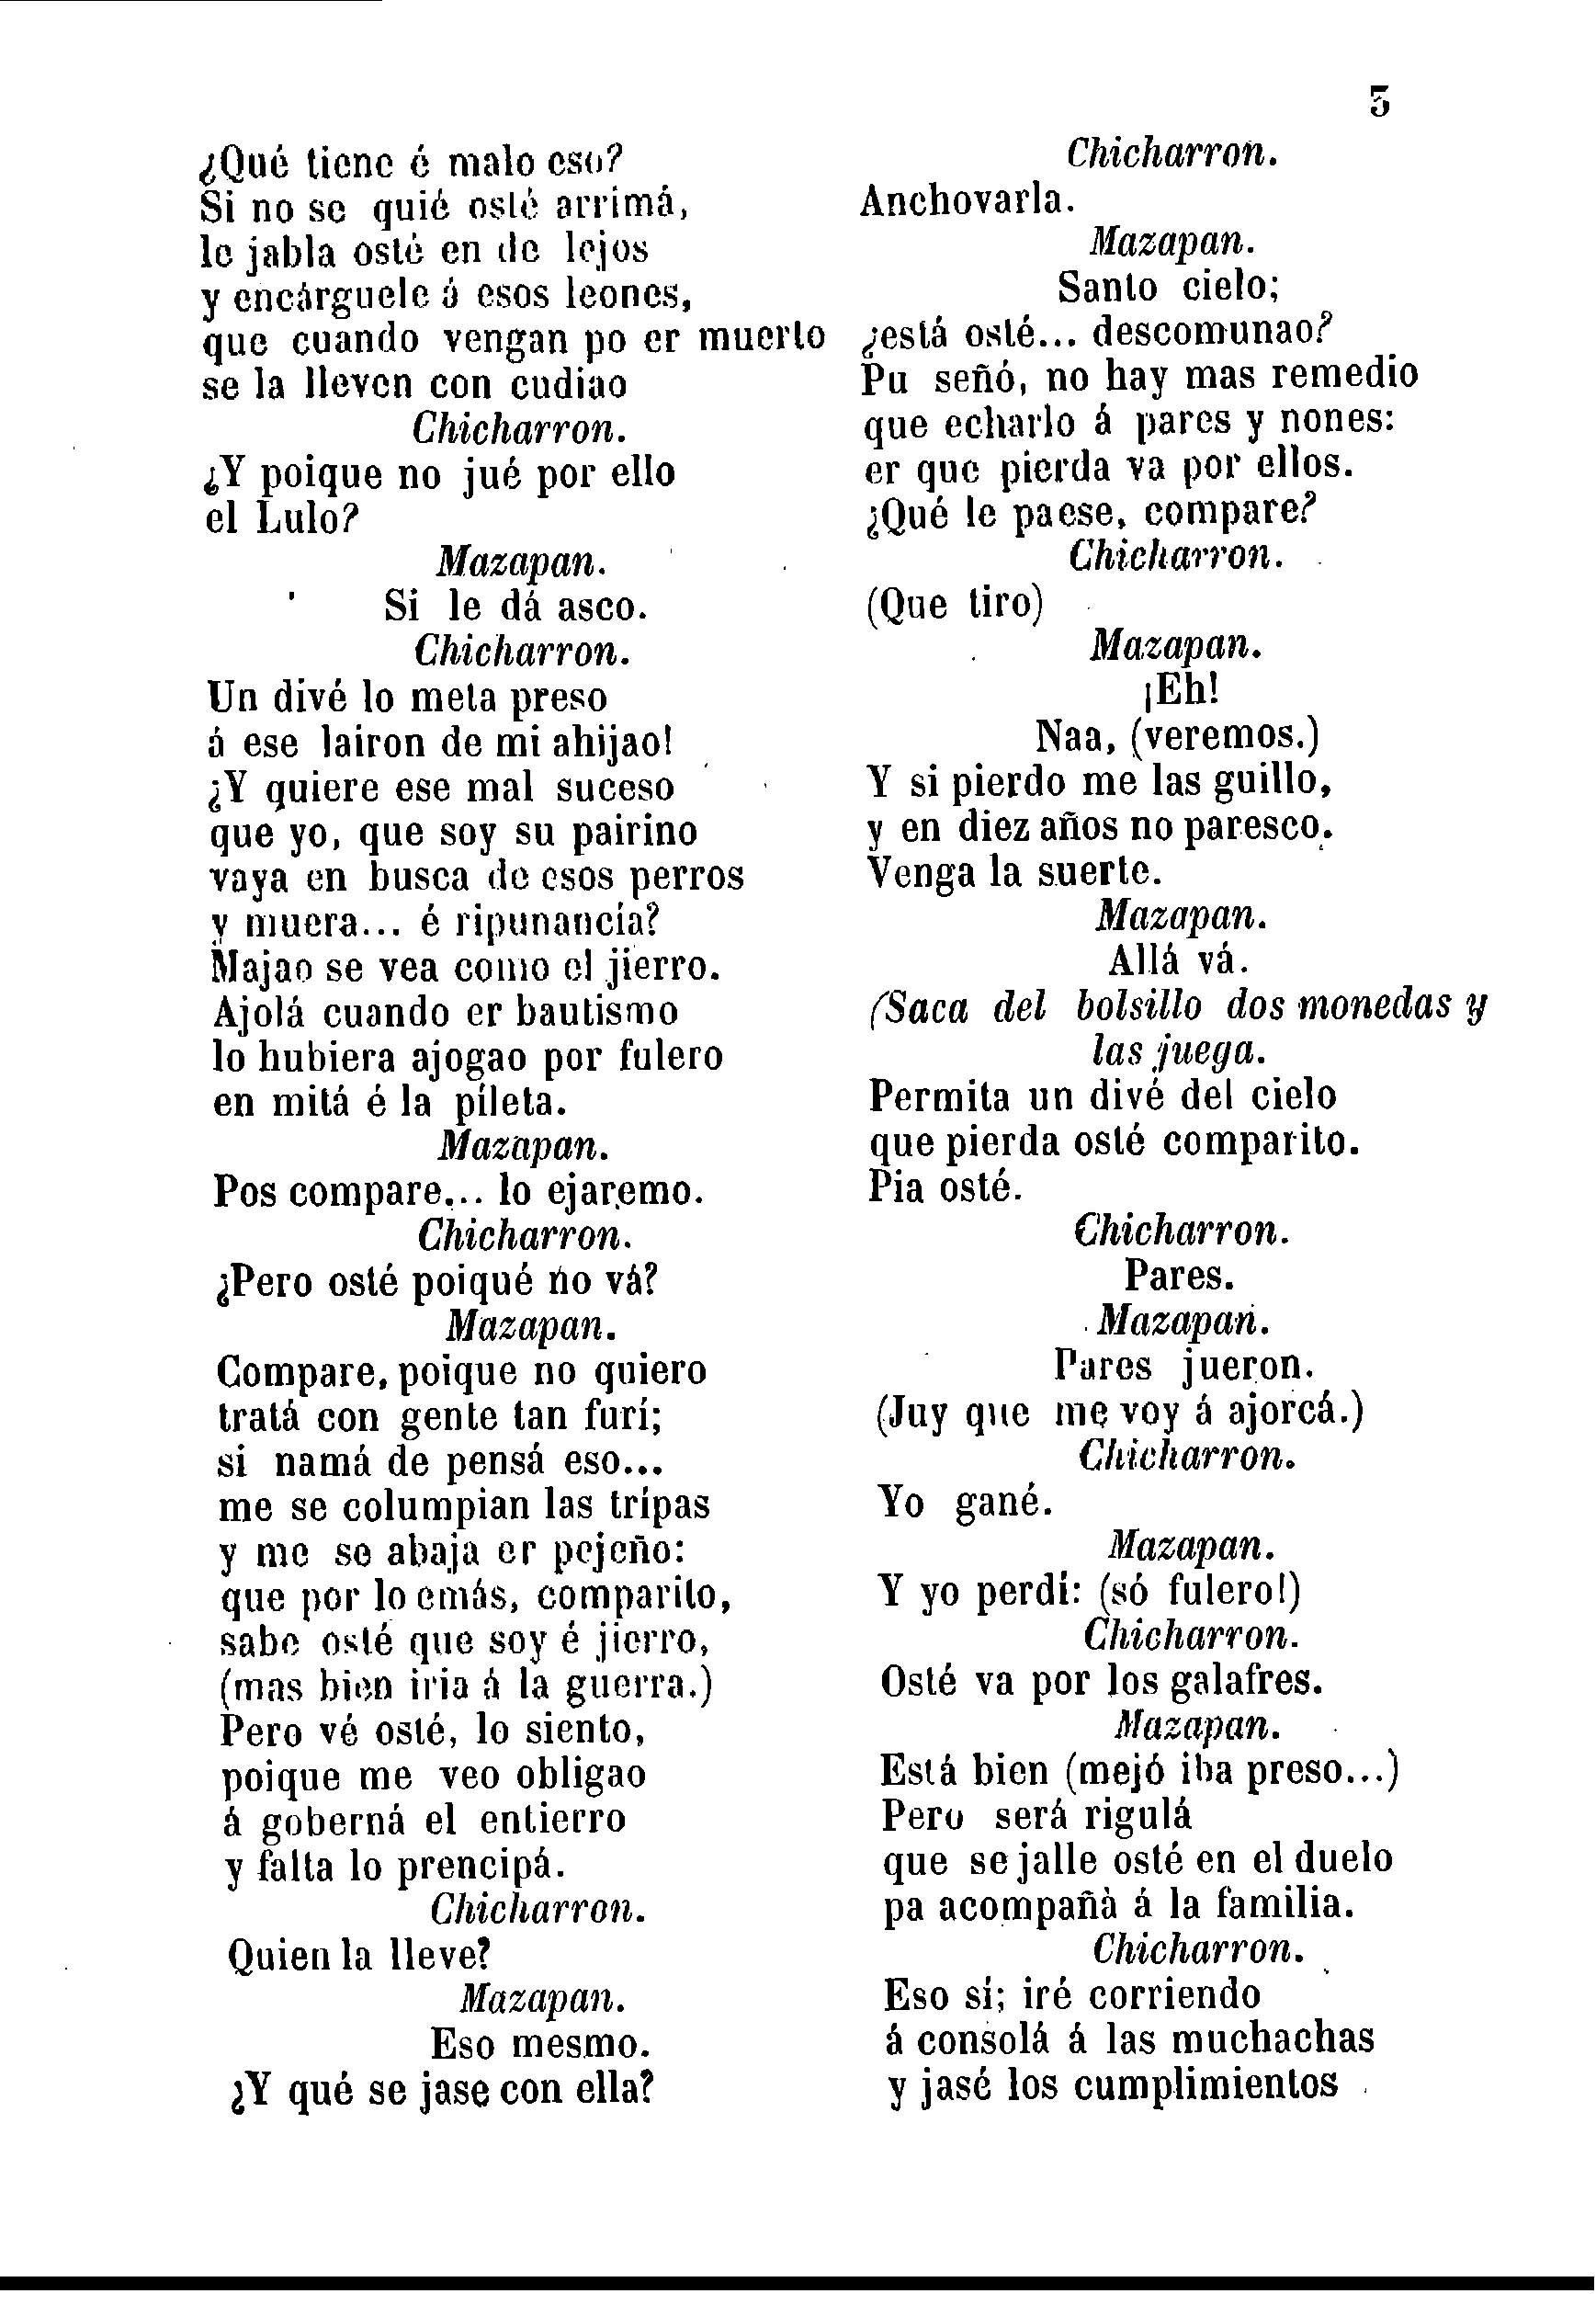 3
¿Qué tiene é malo eso?
Si no se quié osté arrimá,
le jabla osté en de lejos
y encárguele á esos leones,
que cuando vengan po er muerto
se la lleven con cudiao
Chicharron.
¿Y poique no jué por ello
el Lulo?
Mazapan.
Si le dá asco.
Chicharron.
Un divé lo meta preso
á ese lairon de mi ahijao!
¿Y quiere ese mal suceso
que yo, que soy su pairino
vaya en busca de esos perros
y muera... é ripunancía?
Majao se vea como el jierro.
Ajolá cuando er bautismo
lo hubiera ajogao por fulero
en mitá é la píleta.
Mazapan.
Pos compare... lo ejaremo.
Chicharron.
¿Pero osté poiqué no vá?
Mazapan.
Compare, poique no quiero
tratá con gente tan furí;
si namá de pensá eso...
me se columpian las trípas
y me se abaja er pejeño:
que por lo emás, comparito,
sabe osté que soy é jierro,
(mas bien iria á la guerra.)
Pero vé osté, lo siento,
poique me veo obligao
á goberná el entierro
y falta lo prencipá.
Chicharron.
Quien la lleve?
Mazapan.
Eso mesmo.
¿Y qué se jase con ella?
Chicharron.
Anchovarla.
Mazapan.
Santo cielo;
¿está osté... descomunao?
Pu señó, no hay mas remedio
que echarlo á pares y nones:
er que pierda va por ellos.
¿Qué le paese, compare?
Chicharron.
(Que tiro)
Mazapan.
¡Eh!
Naa, (veremos.)
Y si pierdo me las guillo,
y en diez años no paresco.
Venga la suerte.
Mazapan.
Allá vá.
(Saca del bolsillo dos monedas y
las juega.
Permita un divé del cielo
que pierda osté comparito.
Pia osté.
Chicharron.
Pares.
Mazapan.
Pares jueron.
(Juy que me voy á ajorcá.)
Chicharron.
Yo gané.
Mazapan.
Y yo perdí: (só fulero!)
Chicharron.
Osté va por los galafres.
Mazapan.
Está bien (mejó iba preso...)
Pero será rigulá
que se jalle osté en el duelo
pa acompañà á la familia.
Chicharron.
Eso sí; iré corriendo
á consolá á las muchachas
y jasé los cumplimientos